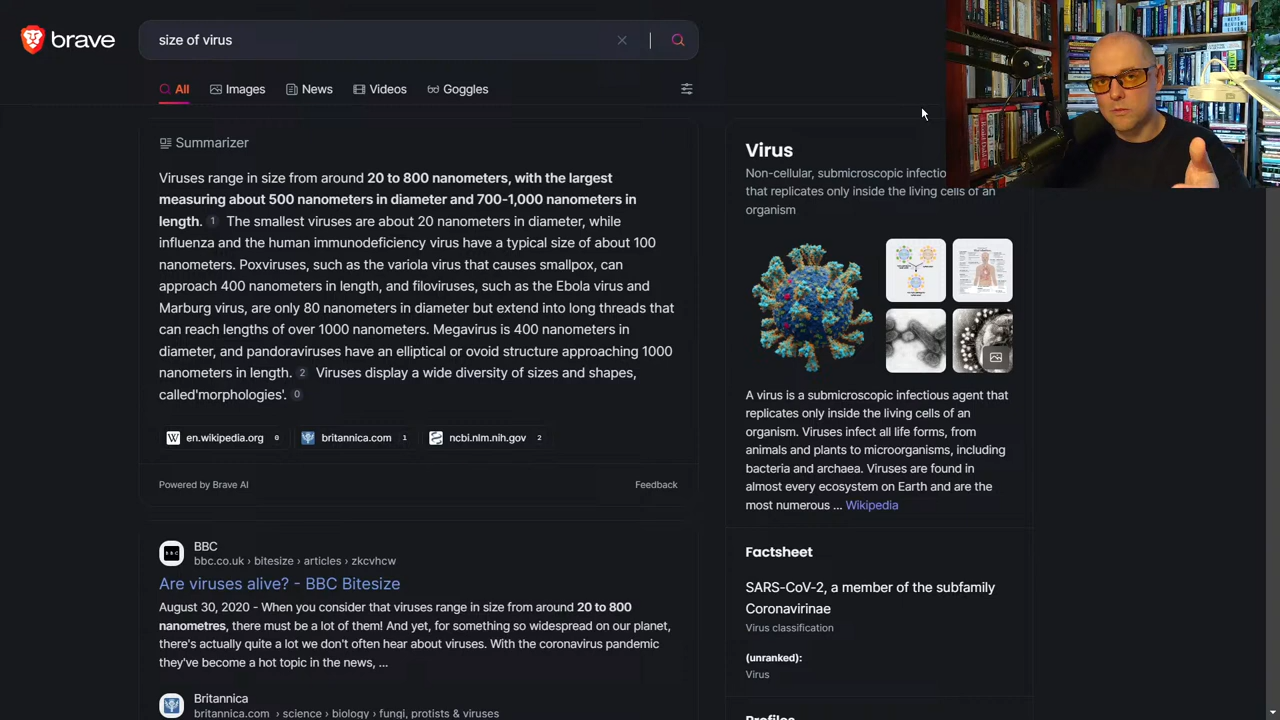 brave
size of virus
All
Images
News
Videos
Goggles
Summarizer
Viruses range in size from around 20 to 800 nanometers, with the largest
measuring about 500 nanometers in diameter and 700-1,000 nanometers in
length. 1 The smallest viruses are about 20 nanometers in diameter, while
influenza and the human immunodeficiency virus have a typical size of about 100
nanometers. such as the variola virus that causes smallpox, can
approach 400 nanometers in length, and filoviruses, such as the Ebola virus and
Marburg virus, are only 80 nanometers in diameter but extend into long threads that
can reach lengths of over 1000 nanometers. Megavirus is 400 nanometers in
diameter, and pandoraviruses have an elliptical or ovoid structure approaching 1000
nanometers in length. 2 Viruses display a wide diversity of sizes and shapes,
called'morphologies'. 0
W en.wikipedia.org 0
britannica.com 1
ncbi.nlm.nih.gov 2
Powered by Brave AI
Feedback
BBC
bbc.co.uk › bitesize › articles › zkcvhcw
Are viruses alive? - BBC Bitesize
August 30, 2020 - When you consider that viruses range in size from around 20 to 800
nanometres, there must be a lot of them! And yet, for something so widespread on our planet,
there's actually quite a lot we don't often hear about viruses. With the coronavirus pandemic
they've become a hot topic in the news, ...
Britannica
britannica.com › science › biology › fungi, protists & viruses
Virus
Non-cellular, submicroscopic
that replicates only inside the living cells of an
organism
A virus is a submicroscopic infectious agent that
replicates only inside the living cells of an
organism. Viruses infect all life forms, from
animals and plants to microorganisms, including
bacteria and archaea. Viruses are found in
almost every ecosystem on Earth and are the
most numerous ... Wikipedia
Factsheet
SARS-CoV-2, a member of the subfamily
Coronavirinae
Virus classification
(unranked):
Virus